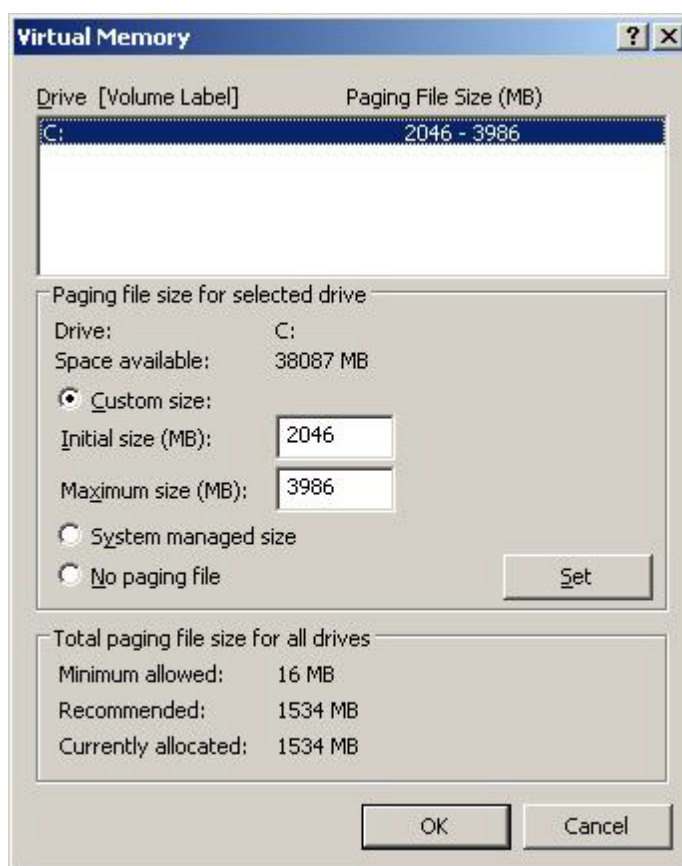 Virtual Memory
Drive [Volume Label] Paging File Size (MB)
C: 2046 - 3986
Paging file size for selected drive
Drive: C:
Space available: 38087 MB
Custom size:
Initial size (MB): 2046
Maximum size (MB): 3986
System managed size
No paging file Set
Total paging file size for all drives
Minimum allowed: 16 MB
Recommended: 1534 MB
Currently allocated: 1534 MB
OK Cancel